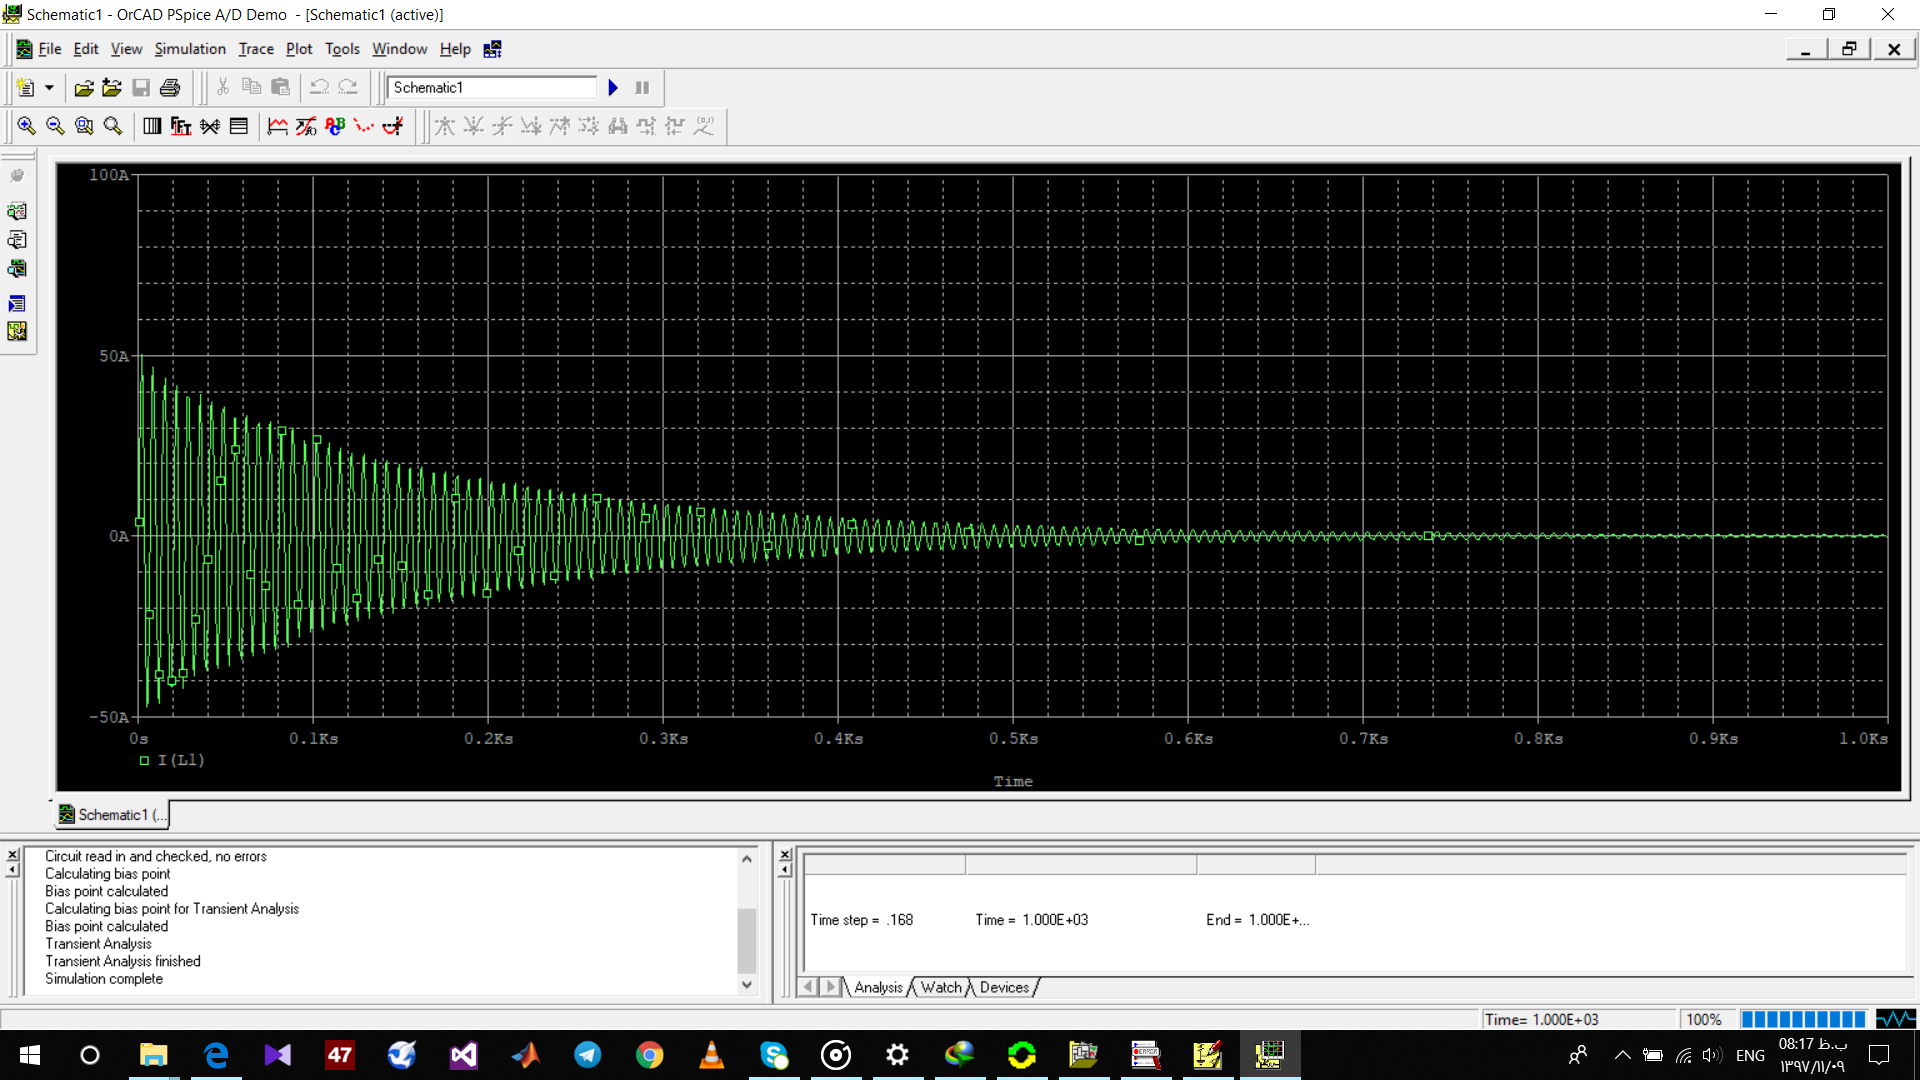 Schematic1 - OrCAD PSpice A/D Demo - [Schematic1 (active)]
File Edit View Simulation Trace Plot Tools Window Help
Schematic1
100A
50A
0A
-50A
0s 0.1Ks 0.2Ks 0.3Ks 0.4Ks 0.5Ks 0.6Ks 0.7Ks 0.8Ks 0.9Ks 1.0Ks
I(L1)
Time
Schematic1 (...
Circuit read in and checked, no errors
Calculating bias point
Bias point calculated
Calculating bias point for Transient Analysis
Bias point calculated
Transient Analysis
Transient Analysis finished
Simulation complete
Time step = .168 Time = 1.000E+03 End = 1.000E+...
Analysis Watch Devices
Time= 1.000E+03 100%
47
ERROR
ENG
08:17 ب.ظ
۱۳۹۷/۱۱/۰۹